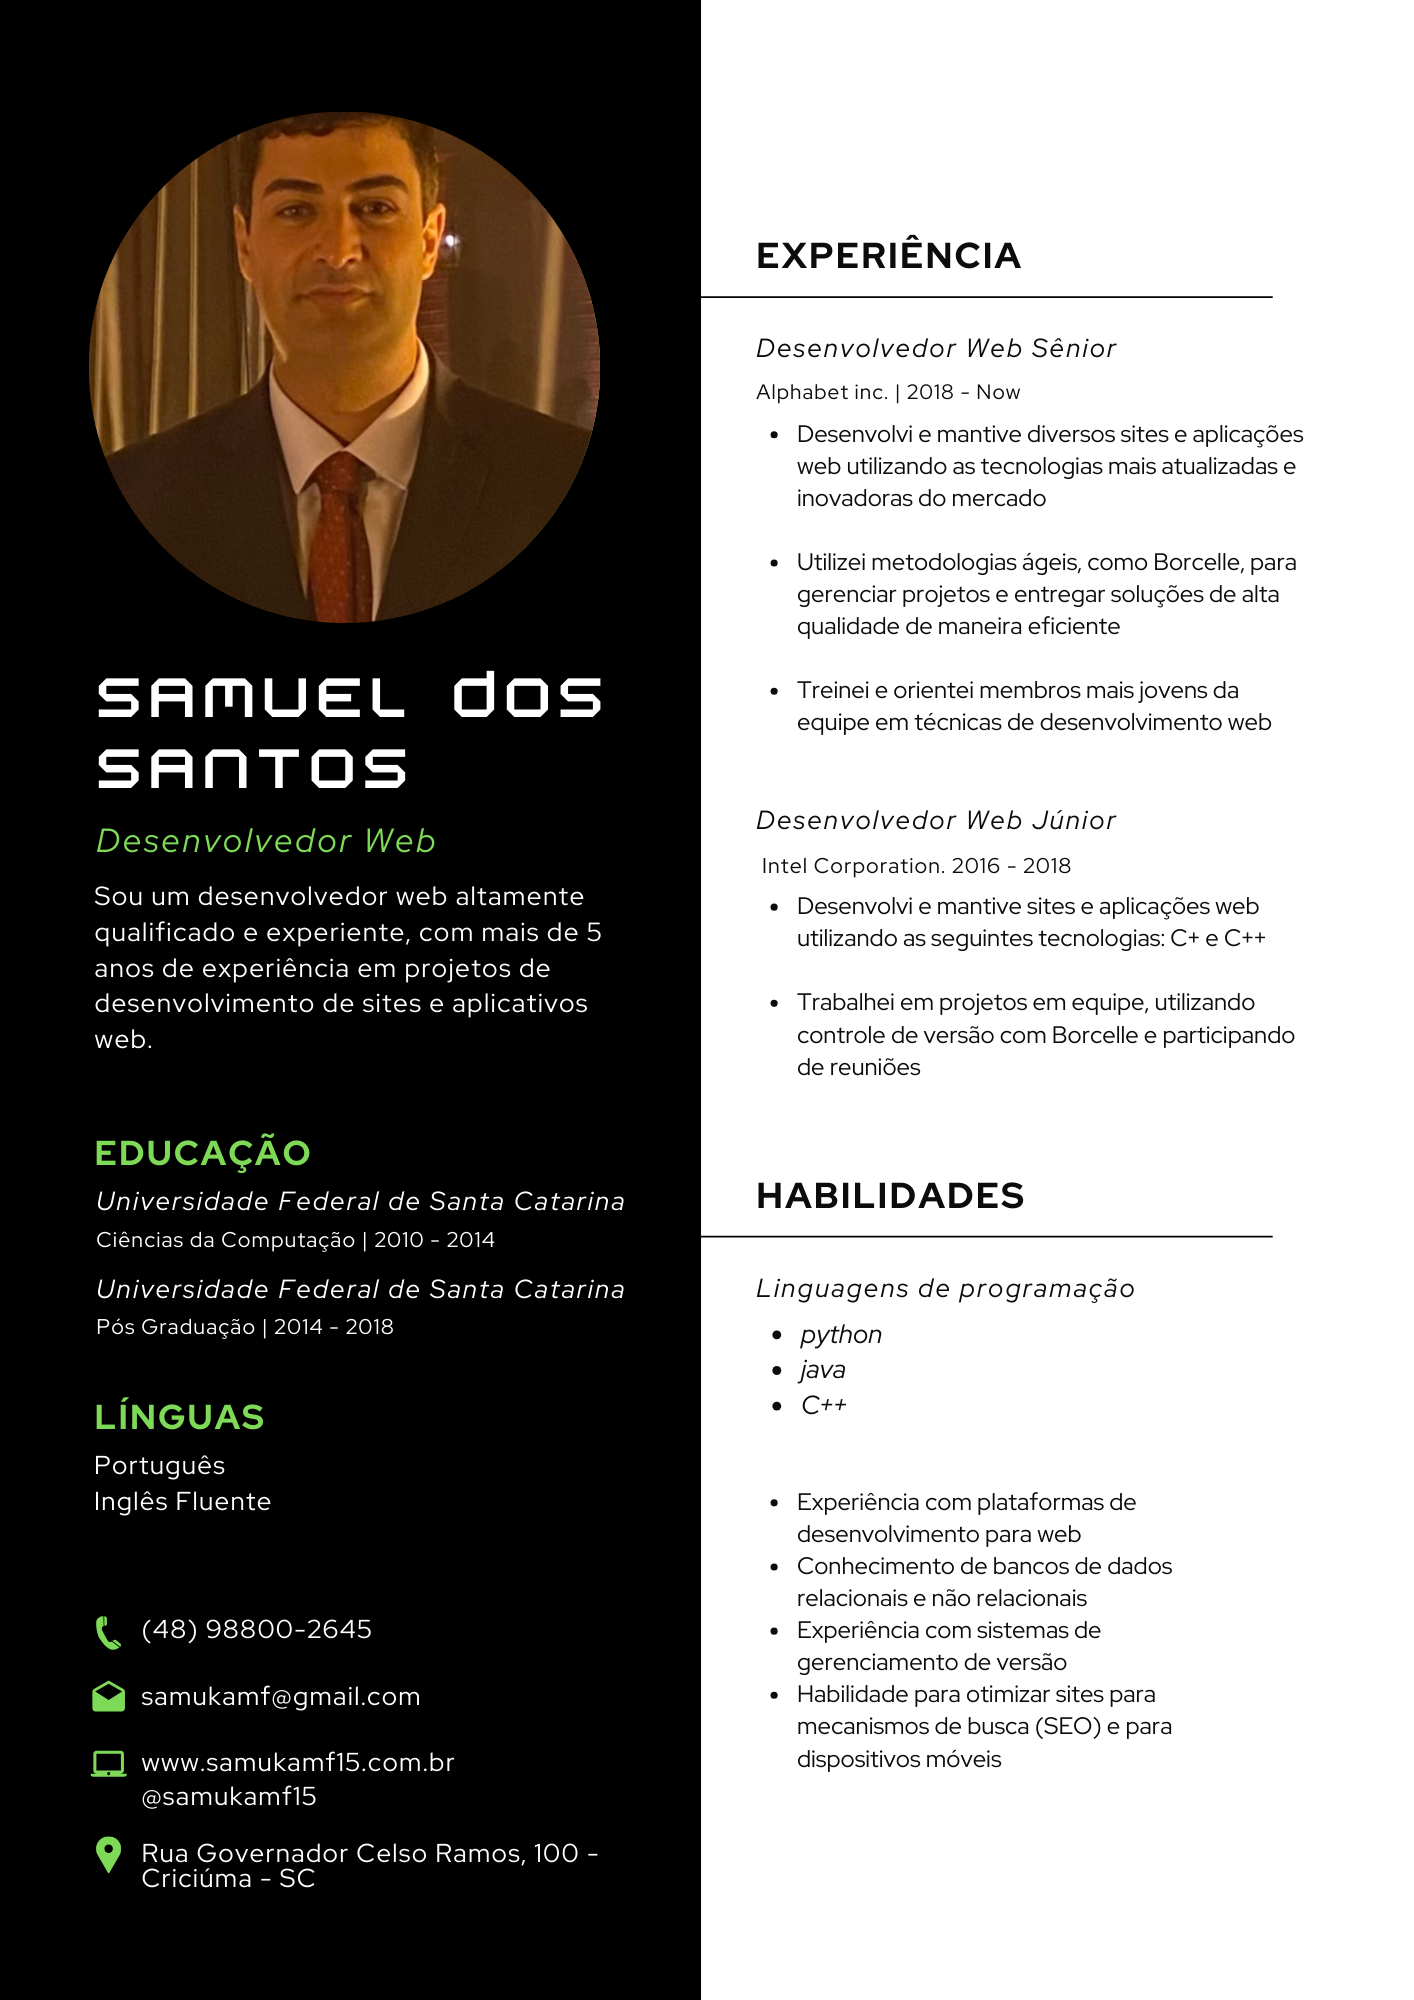 SAMUEL dOS
SANTOS
Desenvolvedor Web
Sou um desenvolvedor web altamente
qualificado e experiente, com mais de 5
anos de experiência em projetos de
desenvolvimento de sites e aplicativos
web.
EDUCAÇÃO
Universidade Federal de Santa Catarina
Ciências da Computação | 2010 - 2014
Universidade Federal de Santa Catarina
Pós Graduação | 2014 - 2018
LÍNGUAS
Português
Inglês Fluente
(48) 98800-2645
samukamf@gmail.com
www.samukamf15.com.br
@samukamf15
Rua Governador Celso Ramos, 100 -
Criciúma - SC
EXPERIÊNCIA
Desenvolvedor Web Sênior
Alphabet inc. | 2018 - Now
• Desenvolvi e mantive diversos sites e aplicações
web utilizando as tecnologias mais atualizadas e
inovadoras do mercado
• Utilizei metodologias ágeis, como Borcelle, para
gerenciar projetos e entregar soluções de alta
qualidade de maneira eficiente
• Treinei e orientei membros mais jovens da
equipe em técnicas de desenvolvimento web
Desenvolvedor Web Júnior
Intel Corporation. 2016 - 2018
• Desenvolvi e mantive sites e aplicações web
utilizando as seguintes tecnologias: C+ e C++
• Trabalhei em projetos em equipe, utilizando
controle de versão com Borcelle e participando
de reuniões
HABILIDADES
Linguagens de programação
• python
• java
• C++
• Experiência com plataformas de
desenvolvimento para web
• Conhecimento de bancos de dados
relacionais e não relacionais
• Experiência com sistemas de
gerenciamento de versão
• Habilidade para otimizar sites para
mecanismos de busca (SEO) e para
dispositivos móveis